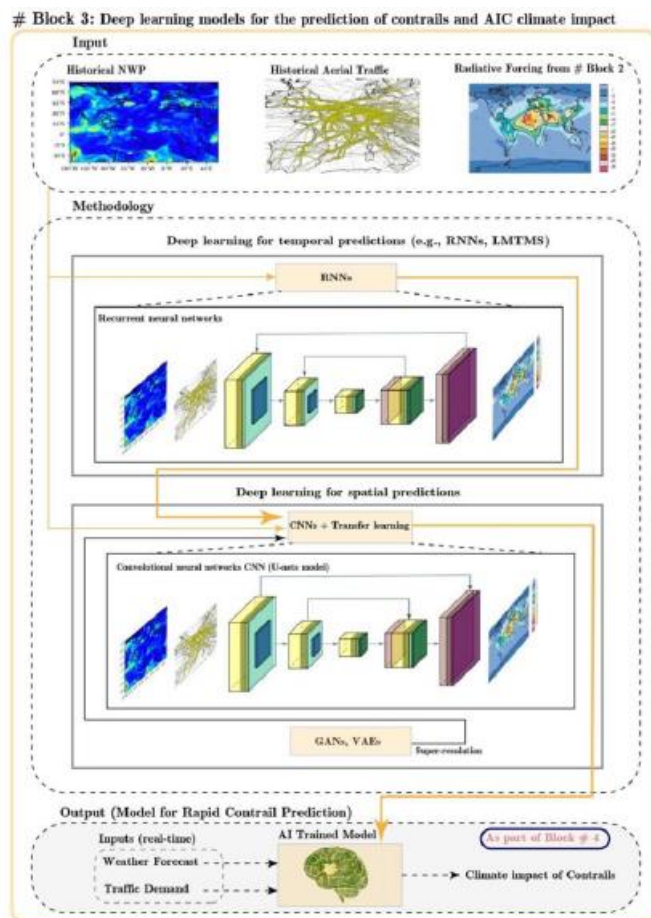 # Block 3: Deep learning models for the prediction of contrails and AIC climate impact
Input
Historical NWP
Historical Aerial Traffic
Radiative Forcing from # Block 2
Methodology
Deep learning for temporal predictions (e.g., RNNs, LMTMS)
RNNs
Recurrent neural networks
Deep learning for spatial predictions
CNNs + Transfer learning
Convolutional neural networks CNN (U-nets model)
GANs, VAEs
Super-resolution
Output (Model for Rapid Contrail Prediction)
Inputs (real-time)
AI Trained Model
As part of Block # 4
Weather Forecast
Traffic Demand
Climate impact of Contrails